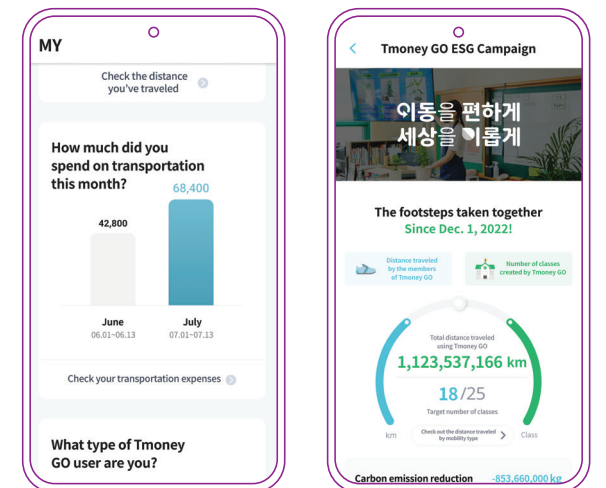 MY
Check the distance
you've traveled
How much did you
spend on transportation
this month?
68,400
42,800
June
06.01~06.13
July
07.01~07.13
Check your transportation expenses
What type of Tmoney
GO user are you?
Tmoney GO ESG Campaign
이동을 편하게
세상을 이롭게
The footsteps taken together
Since Dec. 1, 2022!
Distance traveled
by the members
of Tmoney GO
Number of classes
created by Tmoney GO
Total distance traveled
using Tmoney GO
1,123,537,166 km
18/25
Target number of classes
km
Check out the distance traveled
by mobility type
Class
Carbon emission reduction -853,660,000 kg